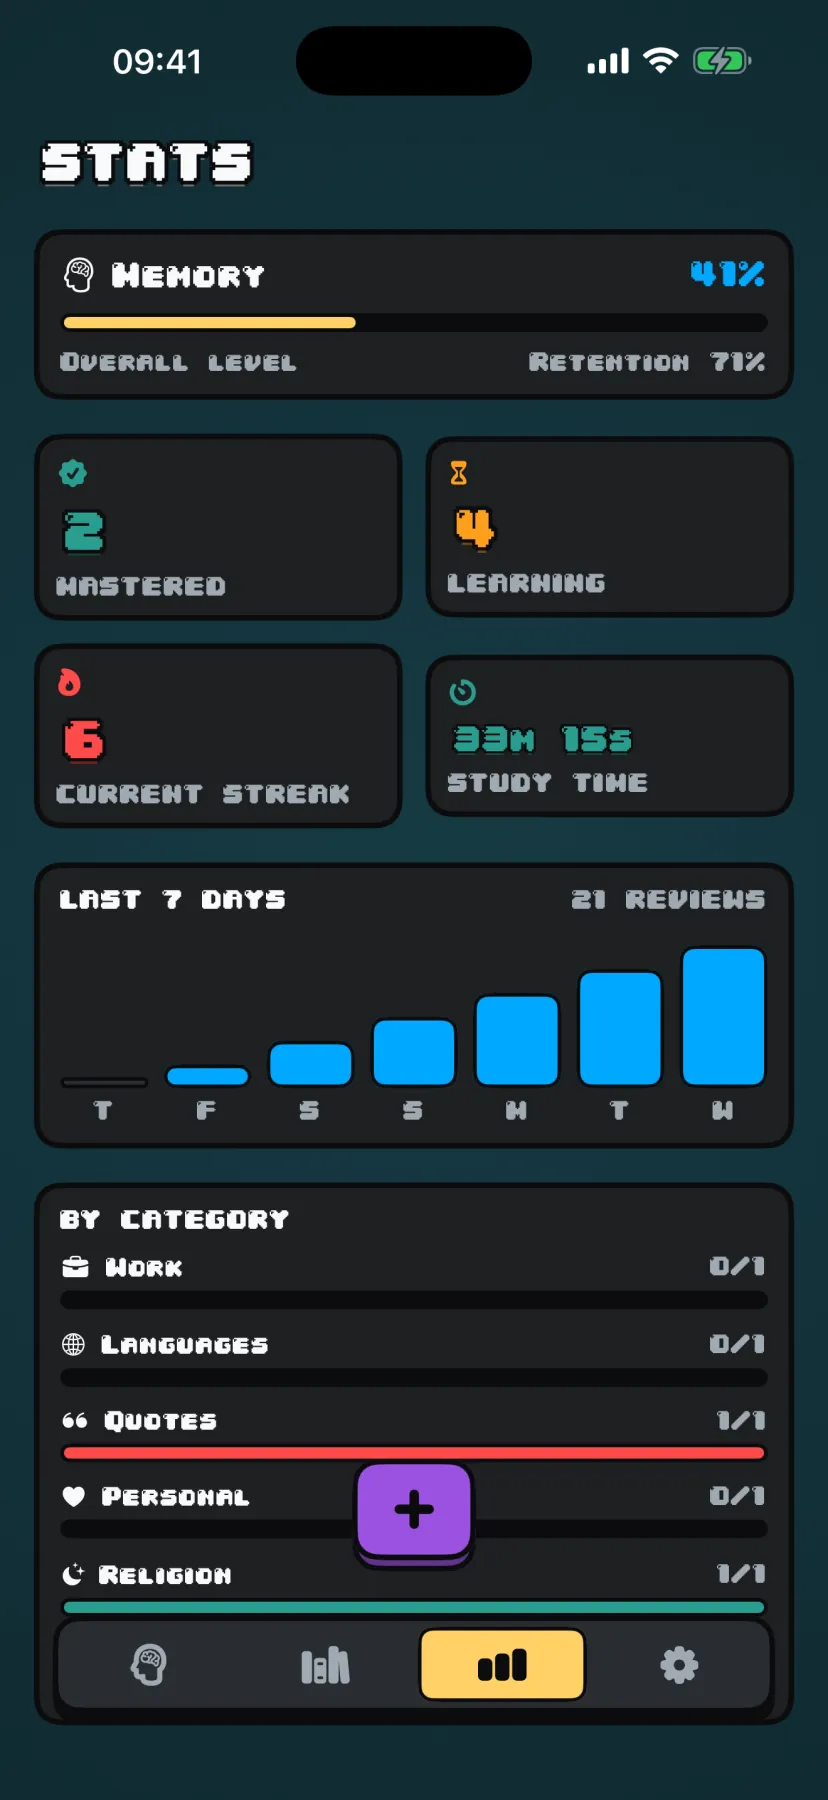 09:41
STATS
Memory 41%
Overall level Retention 71%
2
Mastered
4
Learning
6
Current streak
33m 15s
Study time
Last 7 days 21 reviews
T F S S M T W
By category
Work 0/1
Languages 0/1
Quotes 1/1
Personal 0/1
+
Religion 1/1